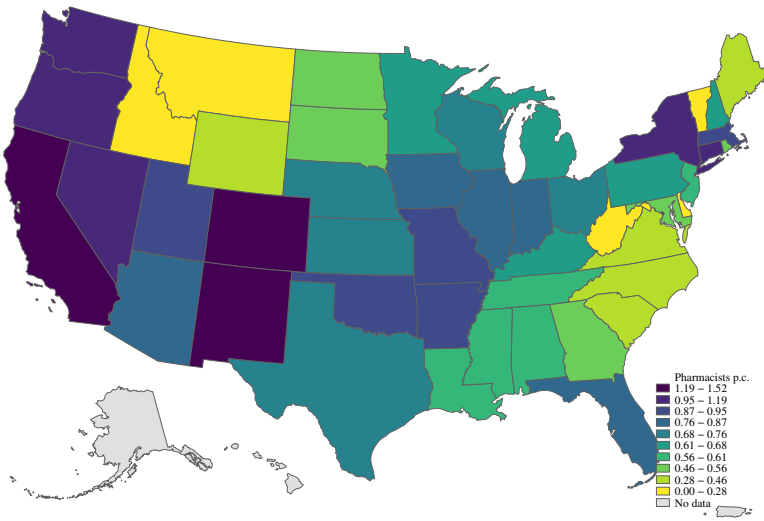 Pharmacists p.c.
1.19 – 1.52
0.95 – 1.19
0.87 – 0.95
0.76 – 0.87
0.68 – 0.76
0.61 – 0.68
0.56 – 0.61
0.46 – 0.56
0.28 – 0.46
0.00 – 0.28
No data